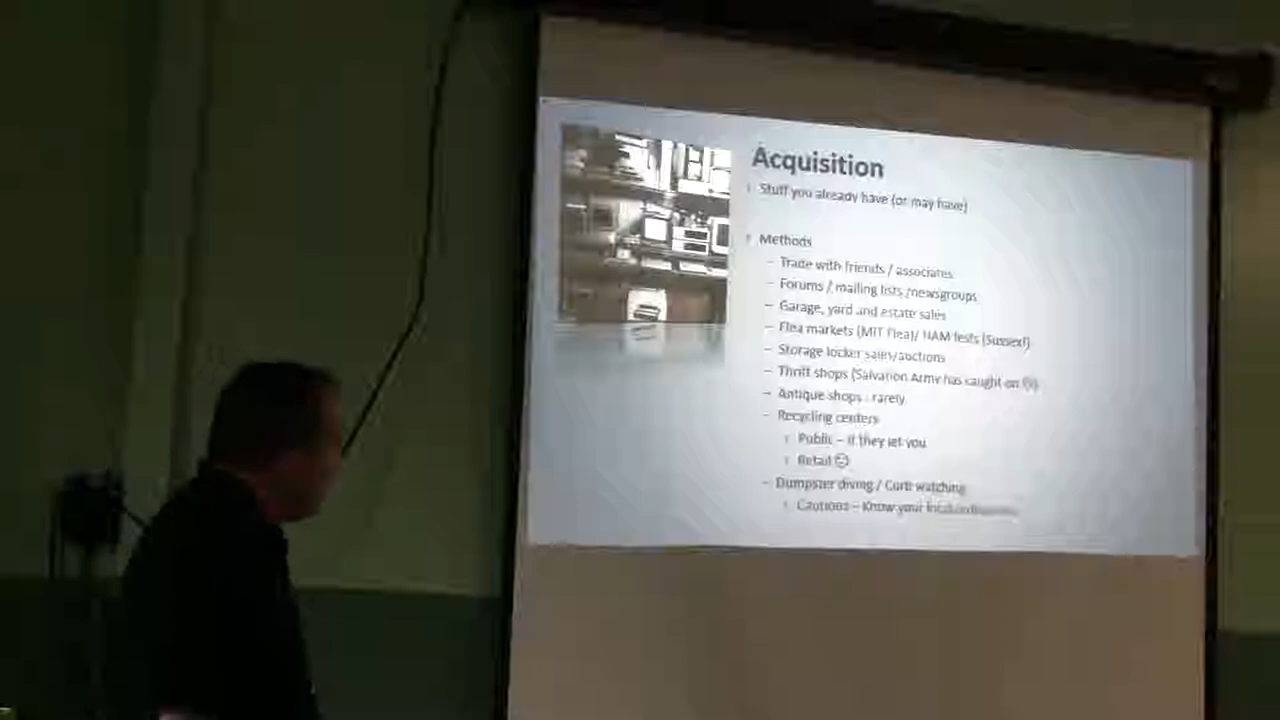 Acquisition
Stuff you already have (or may have)
Methods
– Trade with friends / associates
– Forums / mailing lists /newsgroups
– Garage, yard and estate sales
– Flea markets (MIT Flea)/ HAM fests (Sussex!)
– Storage locker sales/auctions
– Thrift shops (Salvation Army has caught on ☹)
– Antique shops - rarely
– Recycling centers
Public – if they let you
Retail ☹
– Dumpster diving / Curb watching
Cautions – Know your local